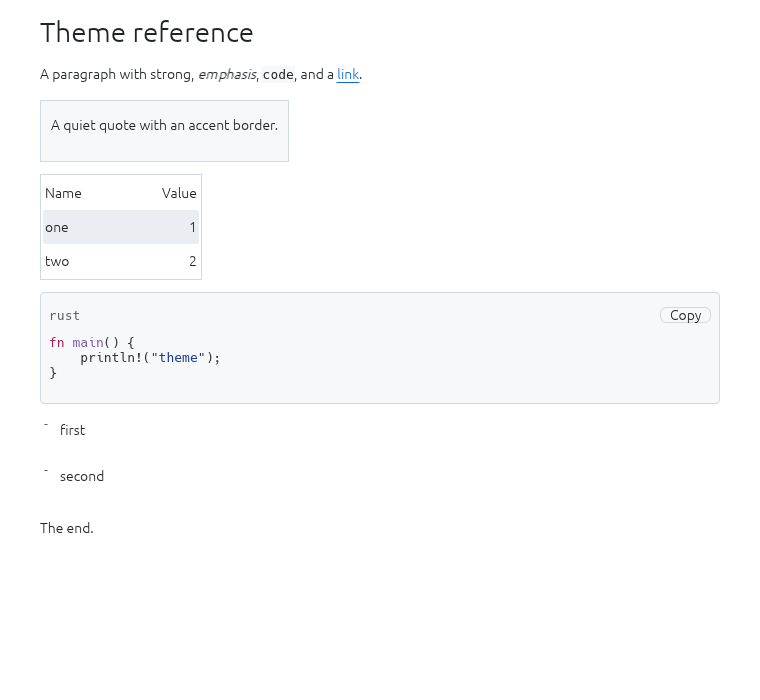 Theme reference
A paragraph with strong, emphasis, code, and a link.
A quiet quote with an accent border.
Name Value
one 1
two 2
rust Copy
fn main() {
    println!("theme");
}
- first
- second
The end.